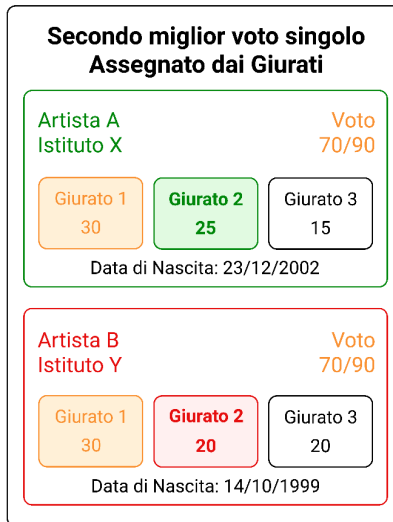 Secondo miglior voto singolo
Assegnato dai Giurati
Artista A
Istituto X
Voto
70/90
Giurato 1
30
Giurato 2
25
Giurato 3
15
Data di Nascita: 23/12/2002
Artista B
Istituto Y
Voto
70/90
Giurato 1
30
Giurato 2
20
Giurato 3
20
Data di Nascita: 14/10/1999